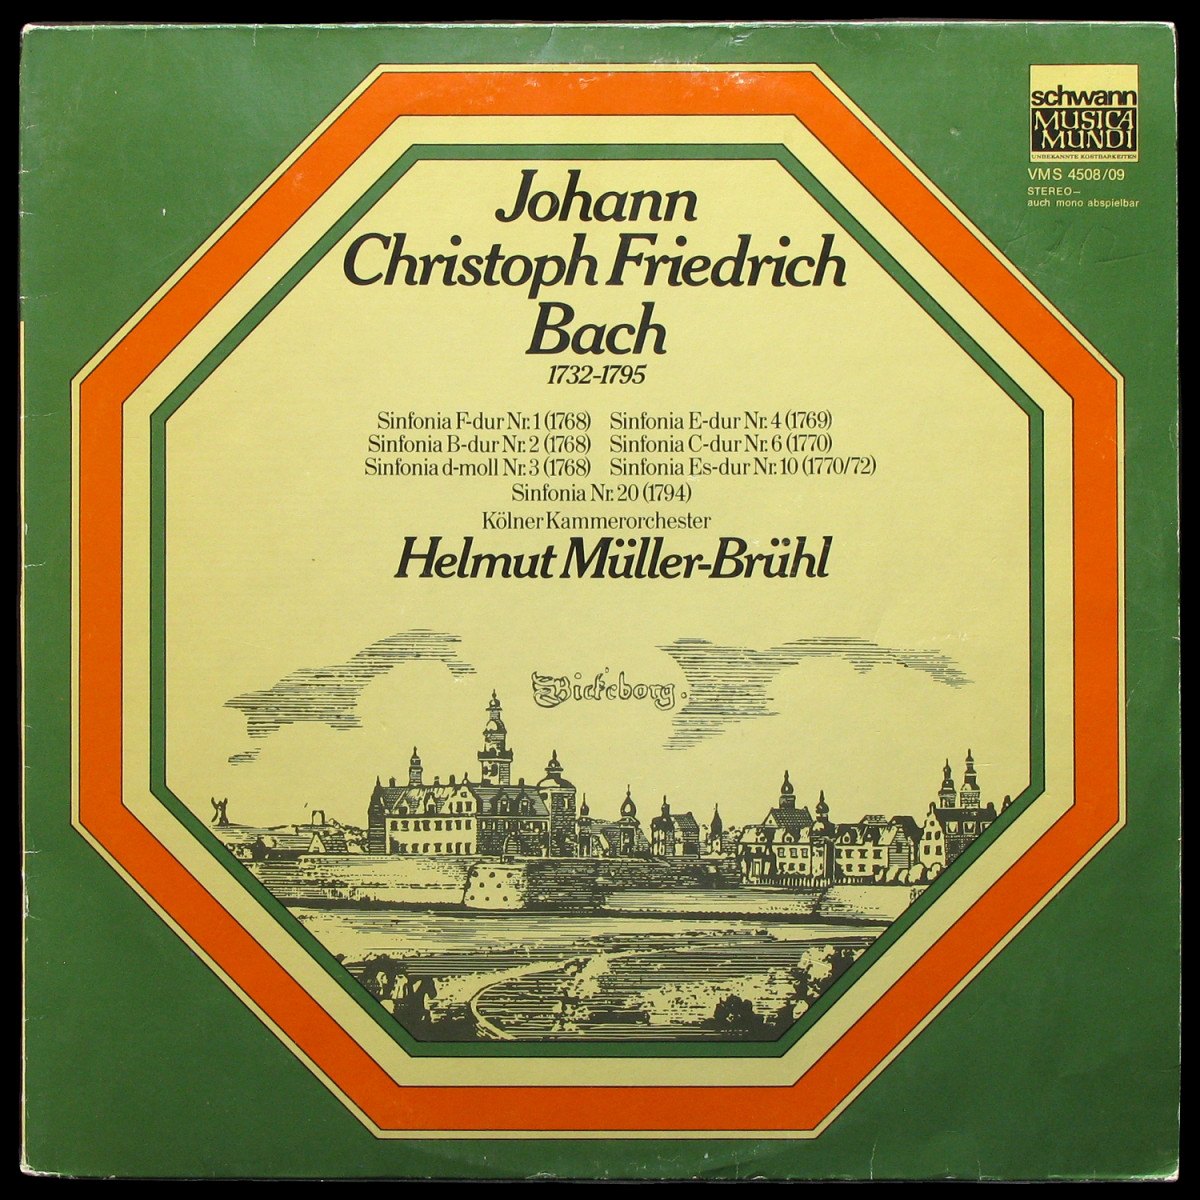 schwann
MUSICA
MUNDI
UNBEKANNTE KOSTBARKEITEN
VMS 4508/09
STEREO–
auch mono abspielbar
Johann
Christoph Friedrich
Bach
1732-1795
Sinfonia F-dur Nr. 1 (1768) Sinfonia E-dur Nr. 4 (1769)
Sinfonia B-dur Nr. 2 (1768) Sinfonia C-dur Nr. 6 (1770)
Sinfonia d-moll Nr. 3 (1768) Sinfonia Es-dur Nr. 10 (1770/72)
Sinfonia Nr. 20 (1794)
Kölner Kammerorchester
Helmut Müller-Brühl
Bickeborg.